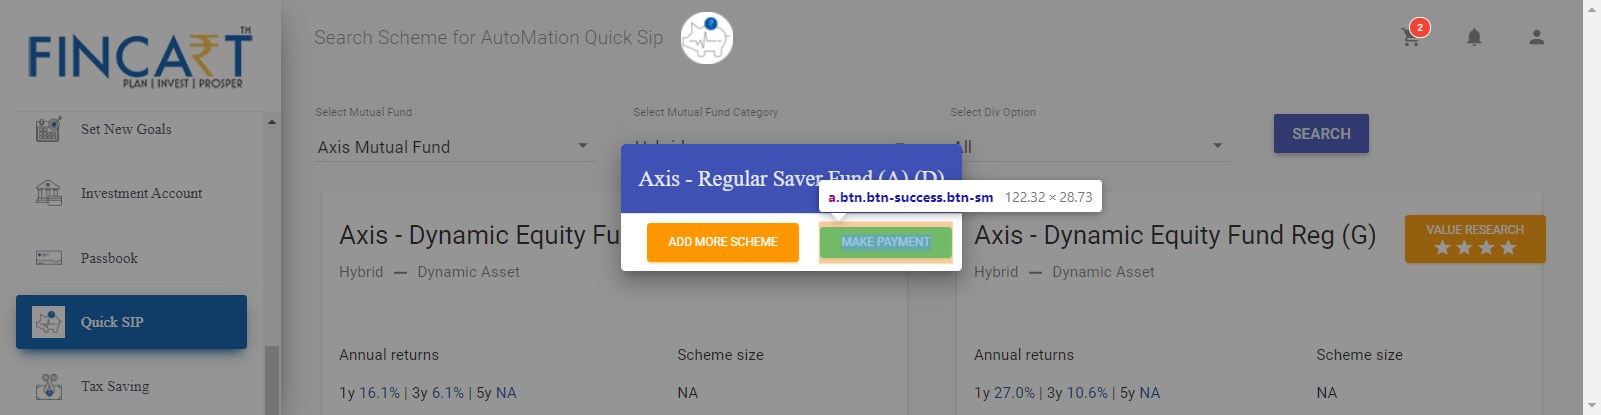 FINCART TM
PLAN | INVEST | PROSPER
Set New Goals
Investment Account
Passbook
Quick SIP
Tax Saving
Search Scheme for AutoMation Quick Sip
2
Select Mutual Fund
Axis Mutual Fund
Select Mutual Fund Category
Select Div Option
All
SEARCH
Axis - Regular Saver Fund (A) (D)
a.btn.btn-success.btn-sm 122.32 × 28.73
ADD MORE SCHEME
MAKE PAYMENT
Axis - Dynamic Equity Fu
Hybrid — Dynamic Asset
Annual returns
Scheme size
1y 16.1% | 3y 6.1% | 5y NA
NA
Axis - Dynamic Equity Fund Reg (G)
VALUE RESEARCH
Hybrid — Dynamic Asset
Annual returns
Scheme size
1y 27.0% | 3y 10.6% | 5y NA
NA